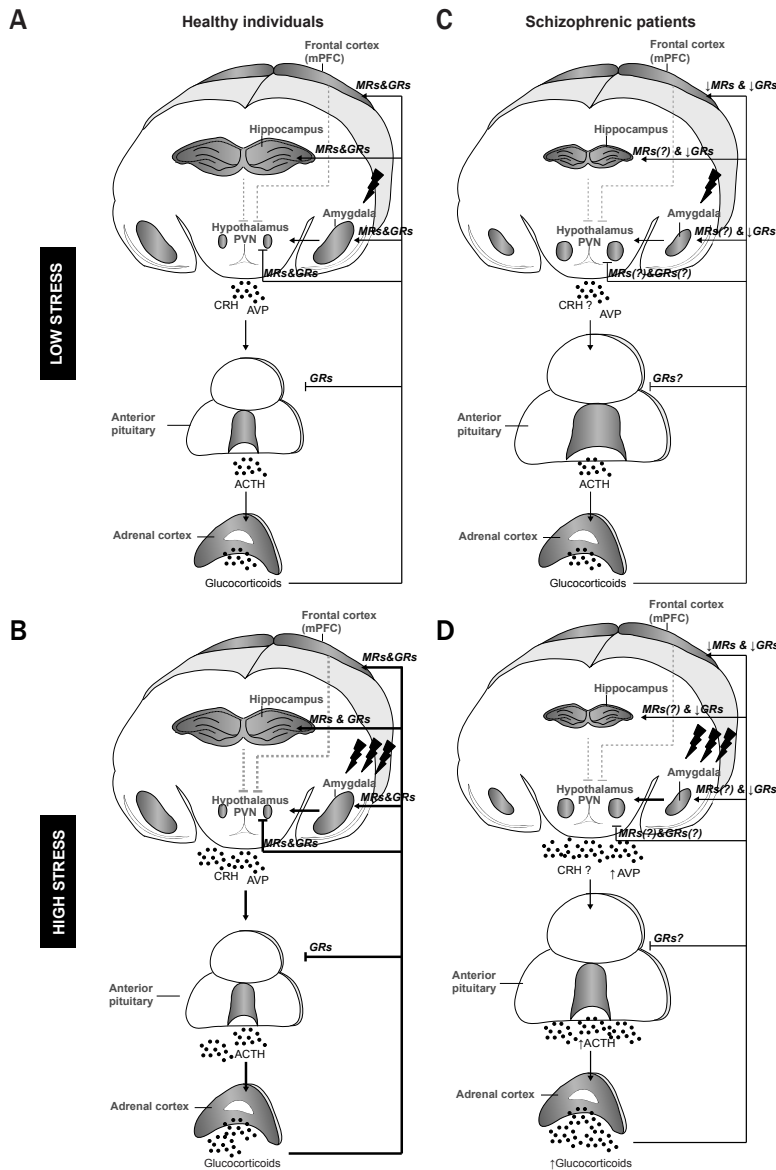 A
Healthy individuals
Frontal cortex
(mPFC)
MRs&GRs
Hippocampus
MRs&GRs
Hypothalamus
PVN
Amygdala
MRs&GRs
MRs&GRs
CRH
AVP
LOW STRESS
GRs
Anterior
pituitary
ACTH
Adrenal cortex
Glucocorticoids
C
Schizophrenic patients
Frontal cortex
(mPFC)
↓MRs & ↓GRs
Hippocampus
MRs(?) & ↓GRs
Hypothalamus
PVN
Amygdala
MRs(?) & ↓GRs
MRs(?)&GRs(?)
CRH ?
AVP
GRs?
Anterior
pituitary
ACTH
Adrenal cortex
Glucocorticoids
B
Frontal cortex
(mPFC)
MRs&GRs
Hippocampus
MRs & GRs
Hypothalamus
PVN
Amygdala
MRs&GRs
MRs&GRs
CRH
AVP
HIGH STRESS
GRs
Anterior
pituitary
ACTH
Adrenal cortex
Glucocorticoids
D
Frontal cortex
(mPFC)
↓MRs & ↓GRs
Hippocampus
MRs(?) & ↓GRs
Hypothalamus
PVN
Amygdala
MRs(?) & ↓GRs
MRs(?)&GRs(?)
CRH ?
↑AVP
GRs?
Anterior
pituitary
↑ACTH
Adrenal cortex
↑Glucocorticoids